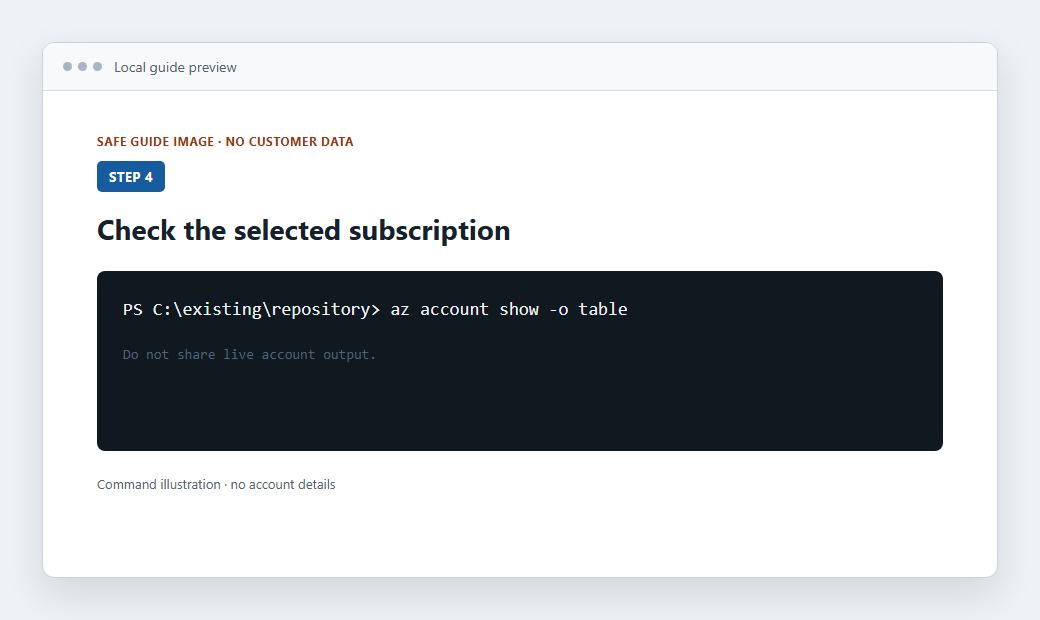 Local guide preview
SAFE GUIDE IMAGE · NO CUSTOMER DATA
STEP 4
Check the selected subscription
PS C:\existing\repository> az account show -o table
Do not share live account output.
Command illustration · no account details